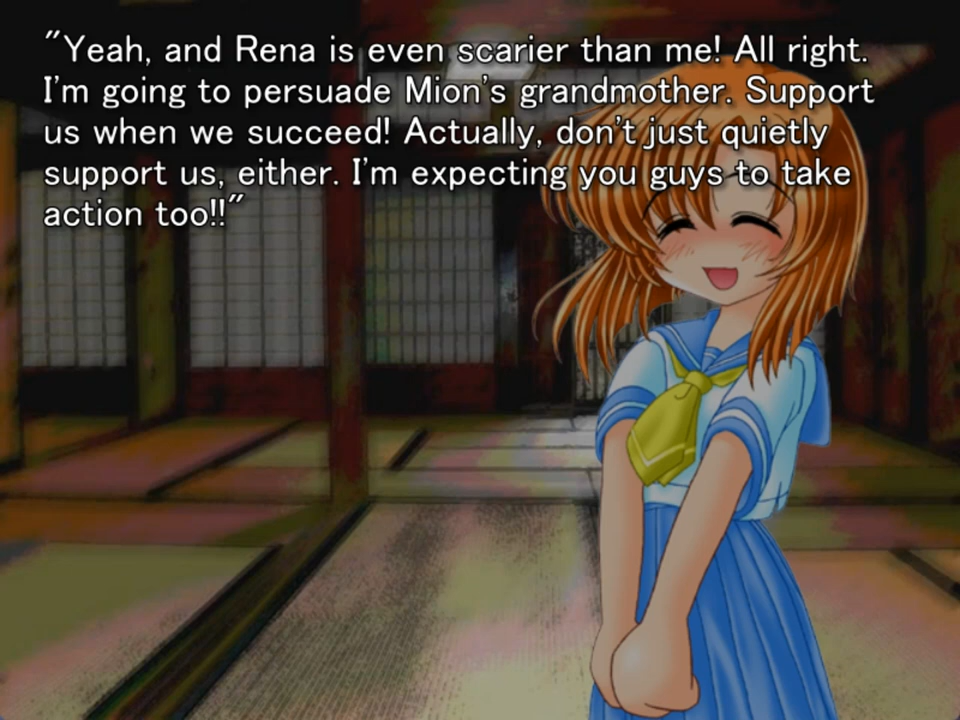 "Yeah, and Rena is even scarier than me! All right.
I'm going to persuade Mion's grandmother. Support
us when we succeed! Actually, don't just quietly
support us, either. I'm expecting you guys to take
action too!!"